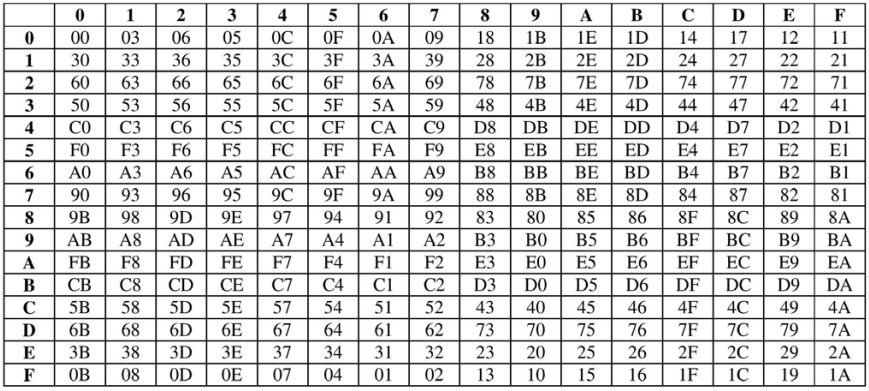 0 1 2 3 4 5 6 7 8 9 A B C D E F
0 00 03 06 05 0C 0F 0A 09 18 1B 1E 1D 14 17 12 11
1 30 33 36 35 3C 3F 3A 39 28 2B 2E 2D 24 27 22 21
2 60 63 66 65 6C 6F 6A 69 78 7B 7E 7D 74 77 72 71
3 50 53 56 55 5C 5F 5A 59 48 4B 4E 4D 44 47 42 41
4 C0 C3 C6 C5 CC CF CA C9 D8 DB DE DD D4 D7 D2 D1
5 F0 F3 F6 F5 FC FF FA F9 E8 EB EE ED E4 E7 E2 E1
6 A0 A3 A6 A5 AC AF AA A9 B8 BB BE BD B4 B7 B2 B1
7 90 93 96 95 9C 9F 9A 99 88 8B 8E 8D 84 87 82 81
8 9B 98 9D 9E 97 94 91 92 83 80 85 86 8F 8C 89 8A
9 AB A8 AD AE A7 A4 A1 A2 B3 B0 B5 B6 BF BC B9 BA
A FB F8 FD FE F7 F4 F1 F2 E3 E0 E5 E6 EF EC E9 EA
B CB C8 CD CE C7 C4 C1 C2 D3 D0 D5 D6 DF DC D9 DA
C 5B 58 5D 5E 57 54 51 52 43 40 45 46 4F 4C 49 4A
D 6B 68 6D 6E 67 64 61 62 73 70 75 76 7F 7C 79 7A
E 3B 38 3D 3E 37 34 31 32 23 20 25 26 2F 2C 29 2A
F 0B 08 0D 0E 07 04 01 02 13 10 15 16 1F 1C 19 1A